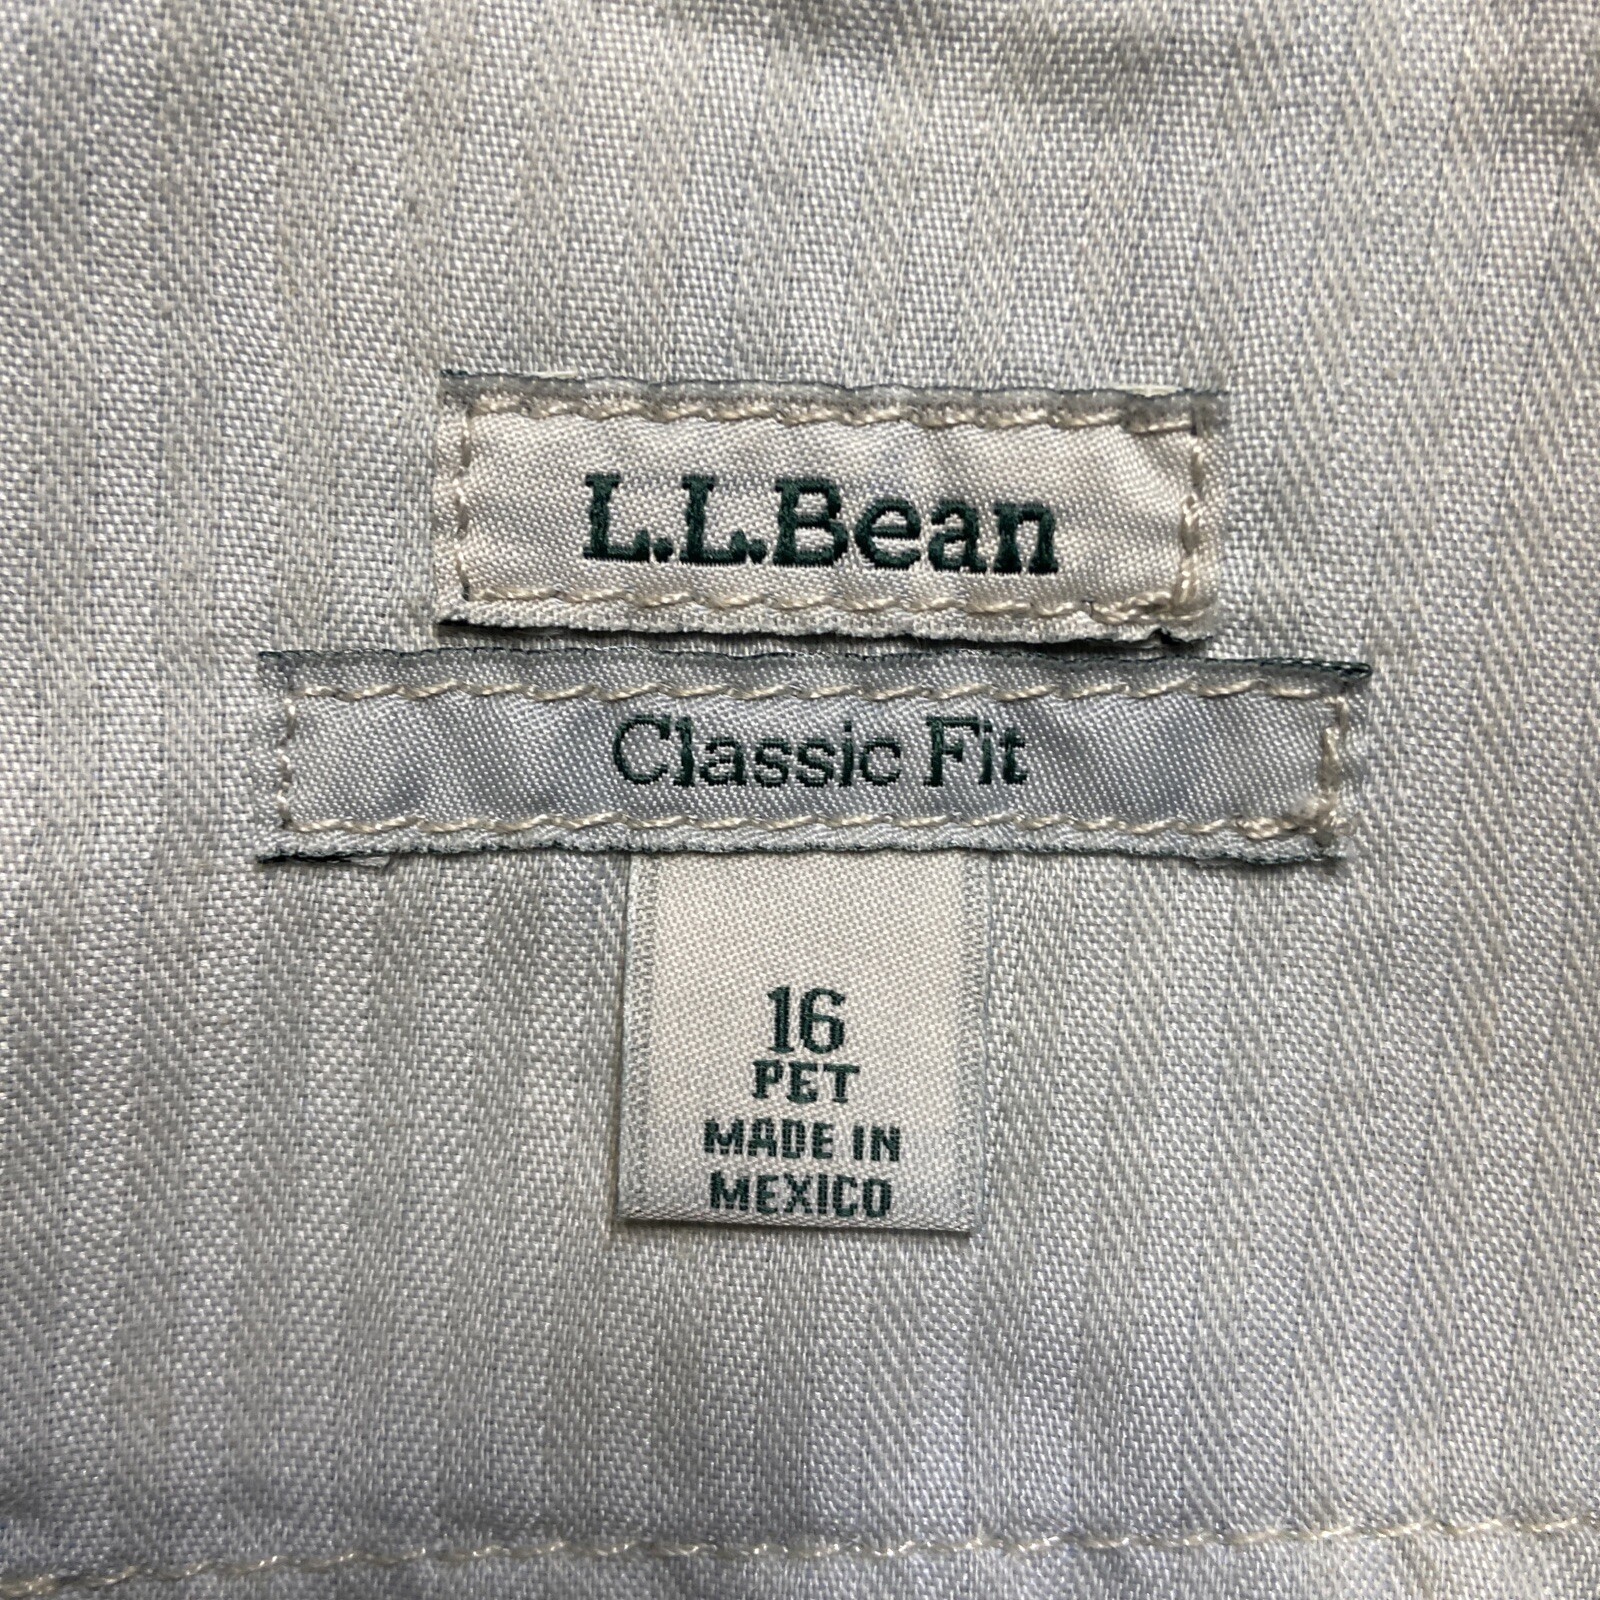 L.L.Bean
Classic Fit
16
PET
MADE IN
MEXICO